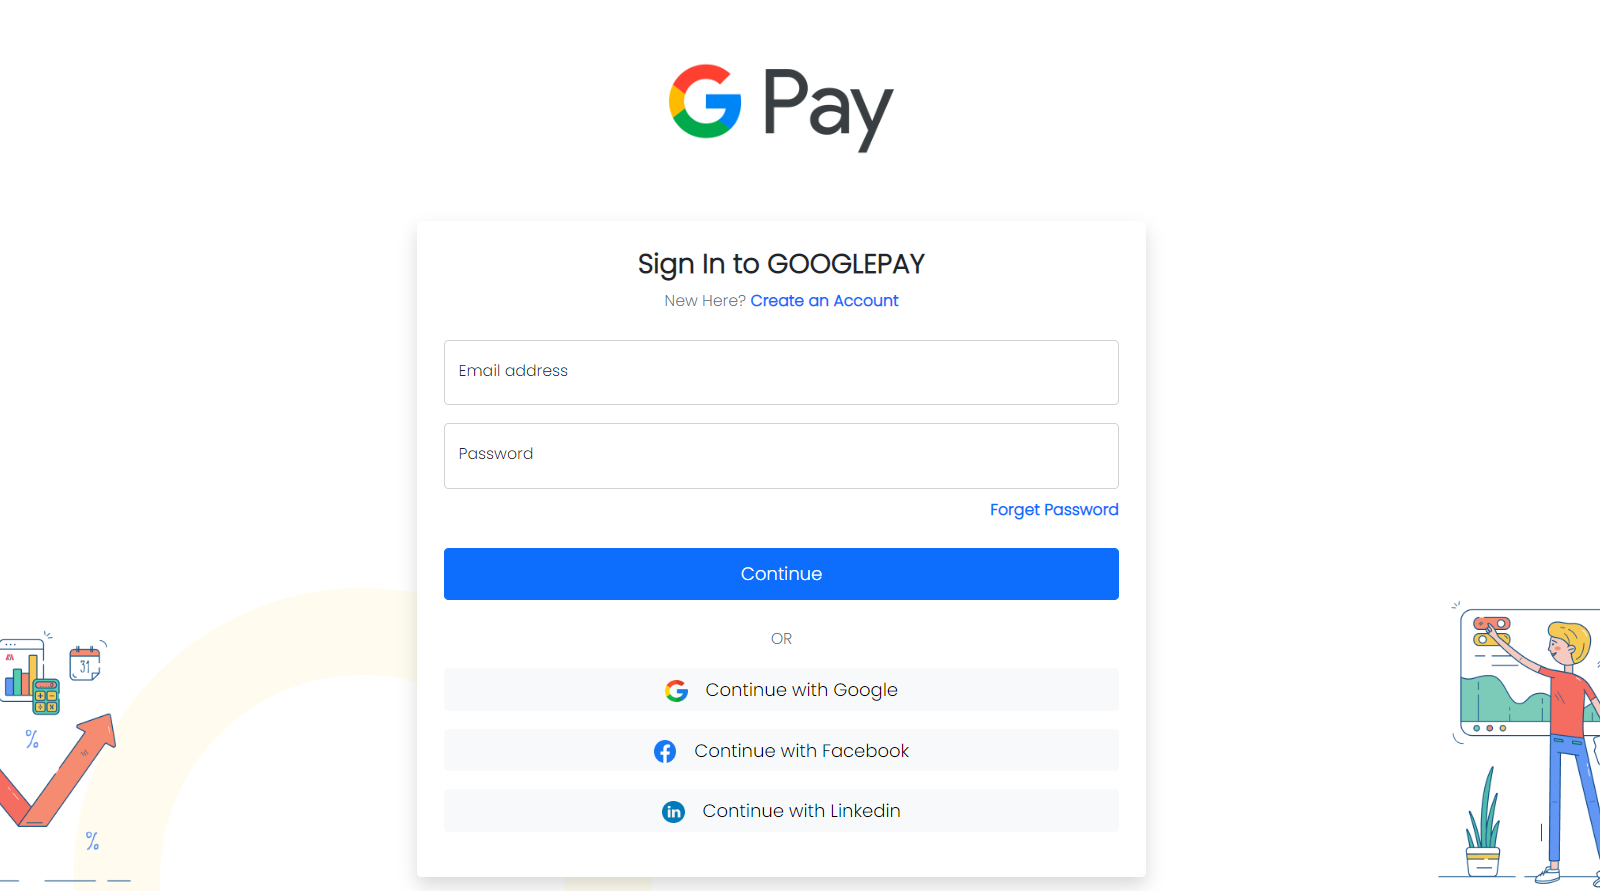 G Pay
Sign In to GOOGLEPAY
New Here? Create an Account
Email address
Password
Forget Password
Continue
OR
Continue with Google
Continue with Facebook
in Continue with Linkedin
31
%
%